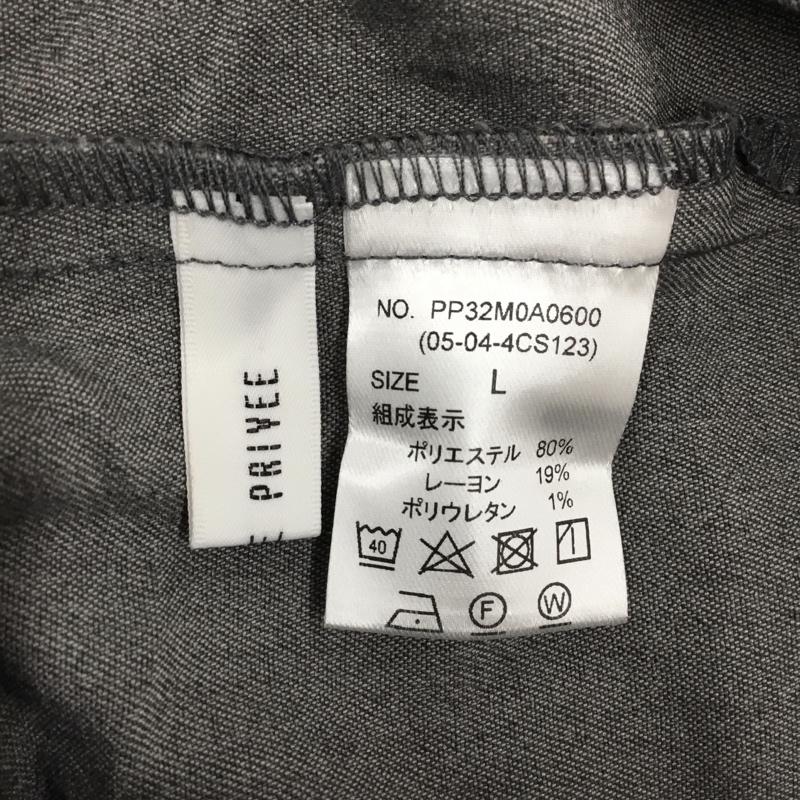 PRIVEE
NO. PP32M0A0600
(05-04-4CS123)
SIZE L
組成表示
ポリエステル 80%
レーヨン 19%
ポリウレタン 1%
40
F W